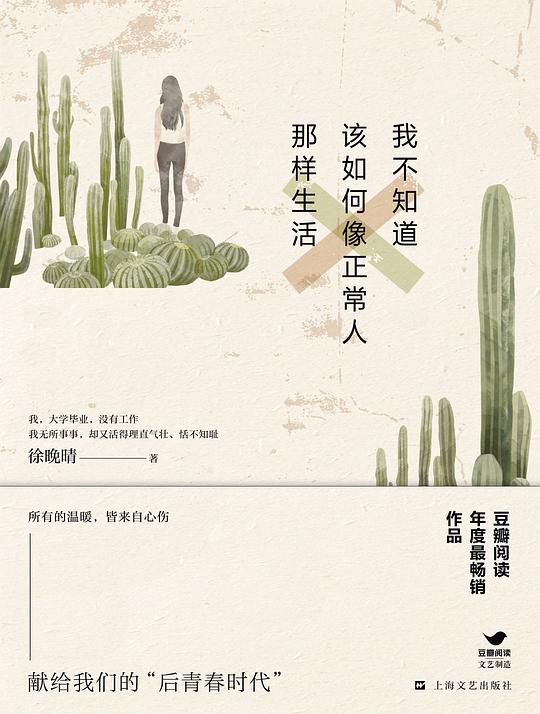 我不知道
该如何像正常人
那样生活
我，大学毕业，没有工作
我无所事事，却又活得理直气壮、恬不知耻
徐晚晴 著
所有的温暖，皆来自心伤
献给我们的“后青春时代”
豆瓣阅读
年度最畅销
作品
豆瓣阅读
文艺制造
上海文艺出版社